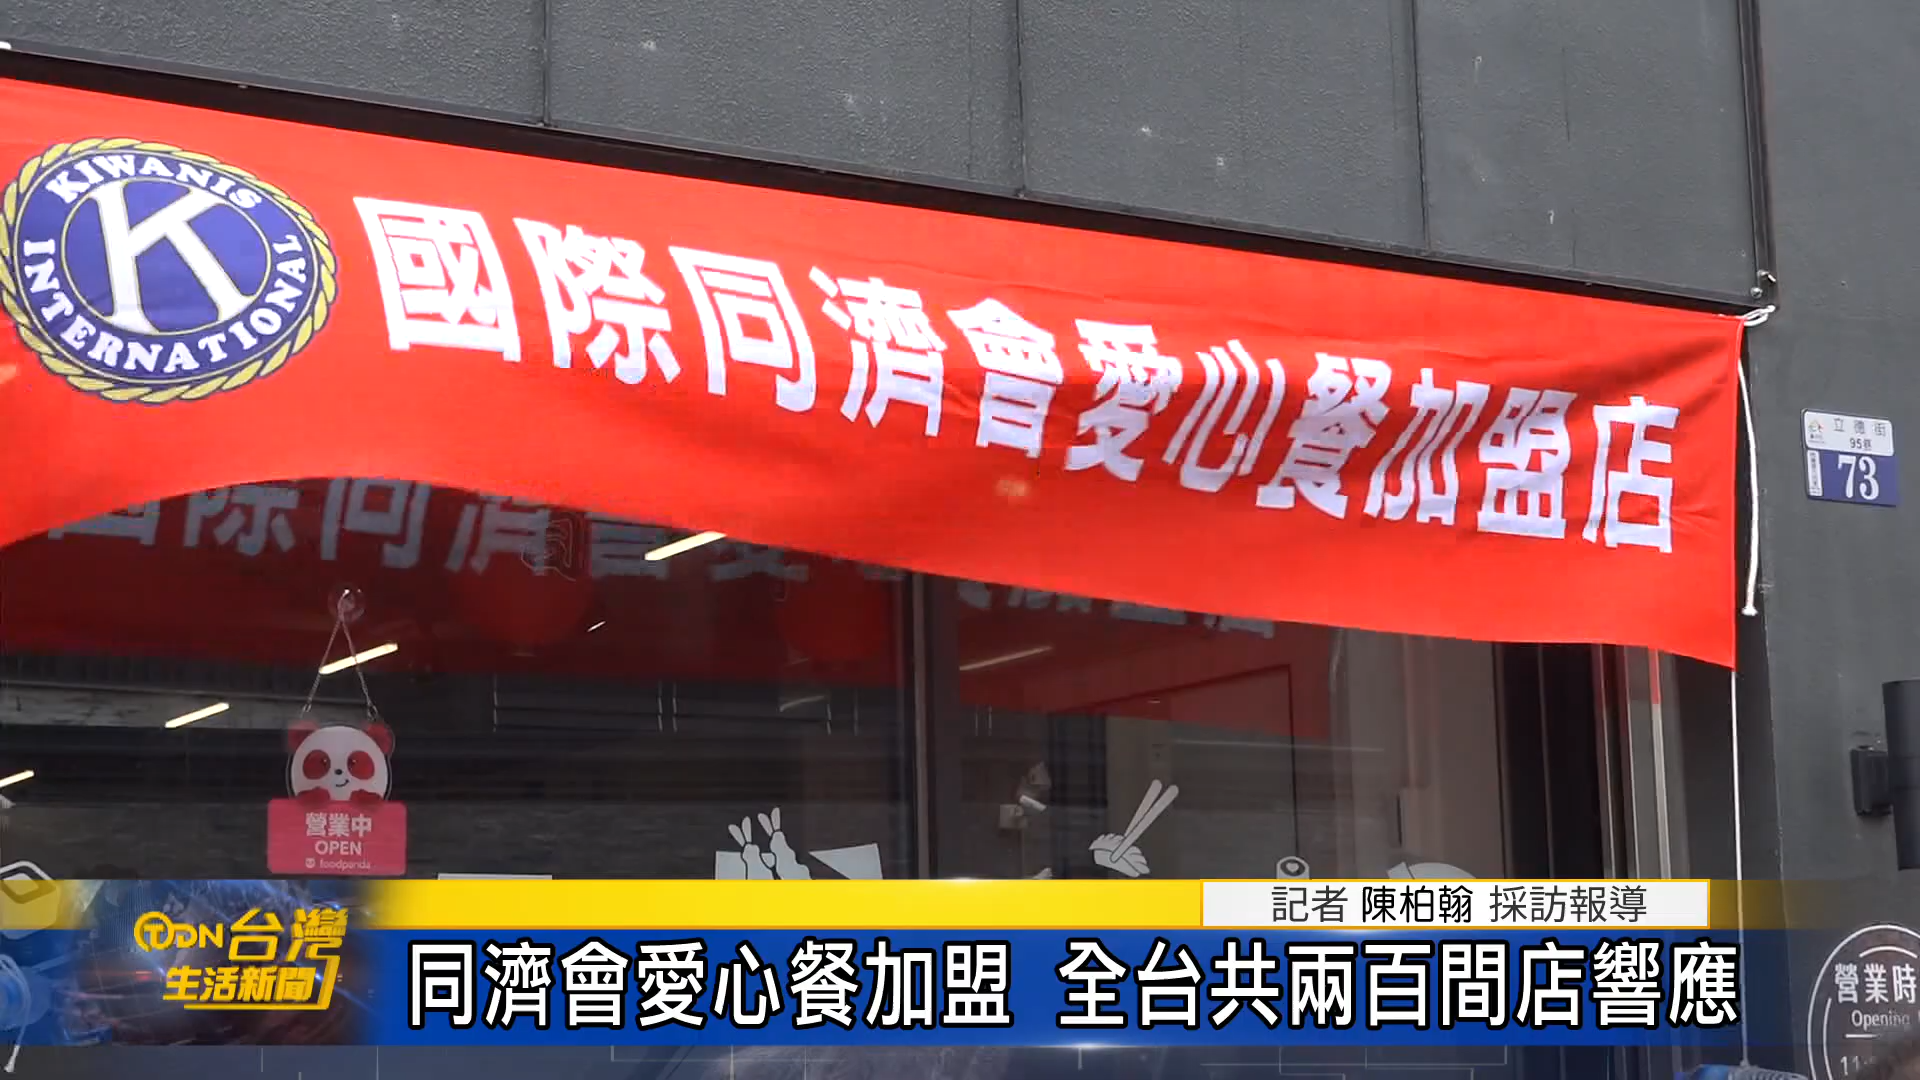 KIWANIS
INTERNATIONAL
K
國際同濟會愛心餐加盟店
立德街
95巷
73
營業中
OPEN
foodpanda
記者 陳柏翰 採訪報導
TDN台灣
生活新聞
同濟會愛心餐加盟 全台共兩百間店響應
營業時
Opening